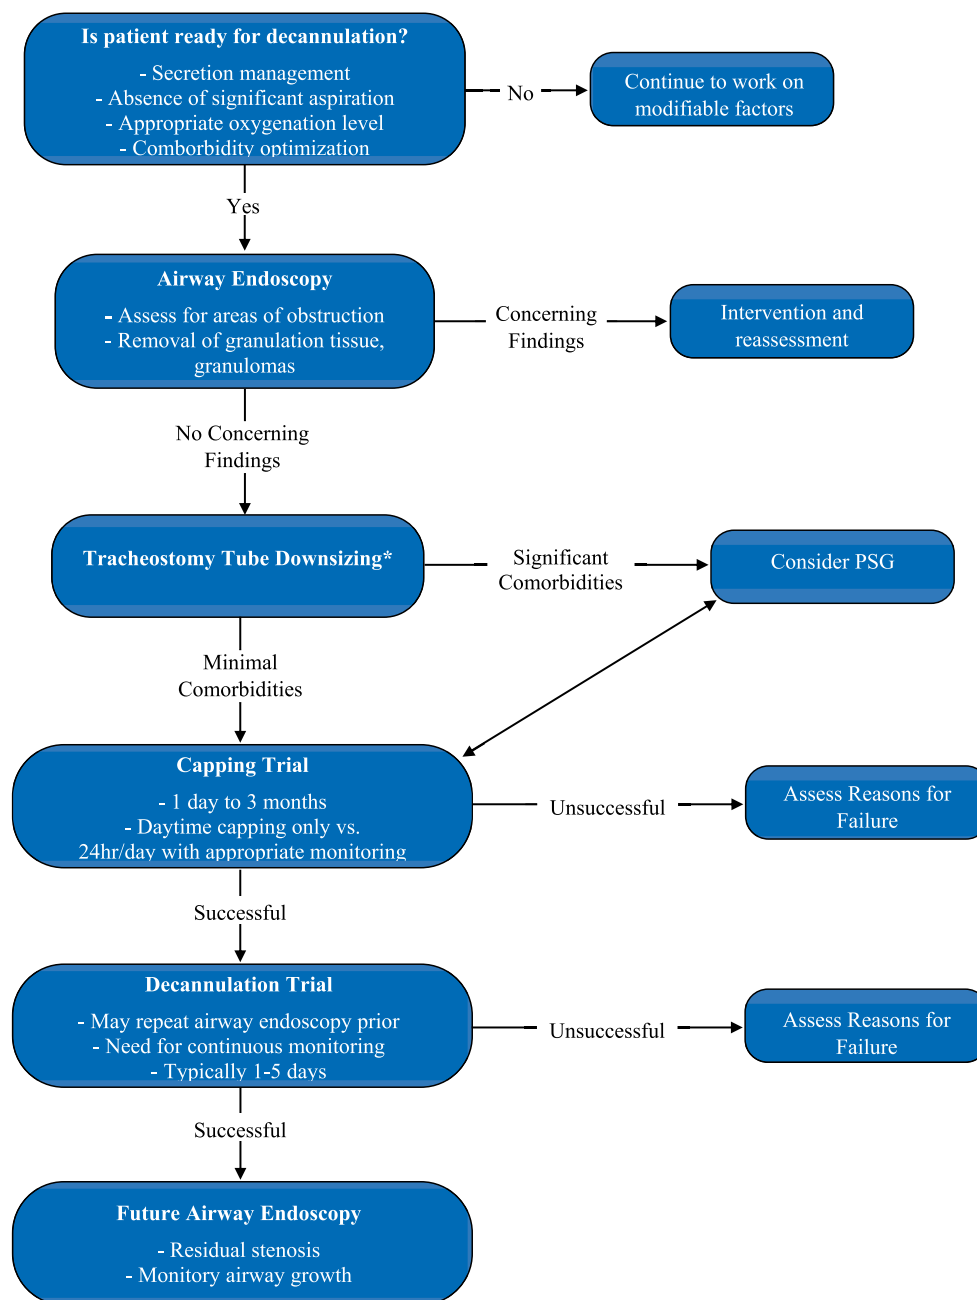 Is patient ready for decannulation?
- Secretion management
- Absence of significant aspiration
- Appropriate oxygenation level
- Comborbidity optimization
No
Continue to work on
modifiable factors
Yes
Airway Endoscopy
- Assess for areas of obstruction
- Removal of granulation tissue,
granulomas
Concerning
Findings
Intervention and
reassessment
No Concerning
Findings
Tracheostomy Tube Downsizing*
Significant
Comorbidities
Consider PSG
Minimal
Comorbidities
Capping Trial
- 1 day to 3 months
- Daytime capping only vs.
24hr/day with appropriate monitoring
Unsuccessful
Assess Reasons for
Failure
Successful
Decannulation Trial
- May repeat airway endoscopy prior
- Need for continuous monitoring
- Typically 1-5 days
Unsuccessful
Assess Reasons for
Failure
Successful
Future Airway Endoscopy
- Residual stenosis
- Monitory airway growth